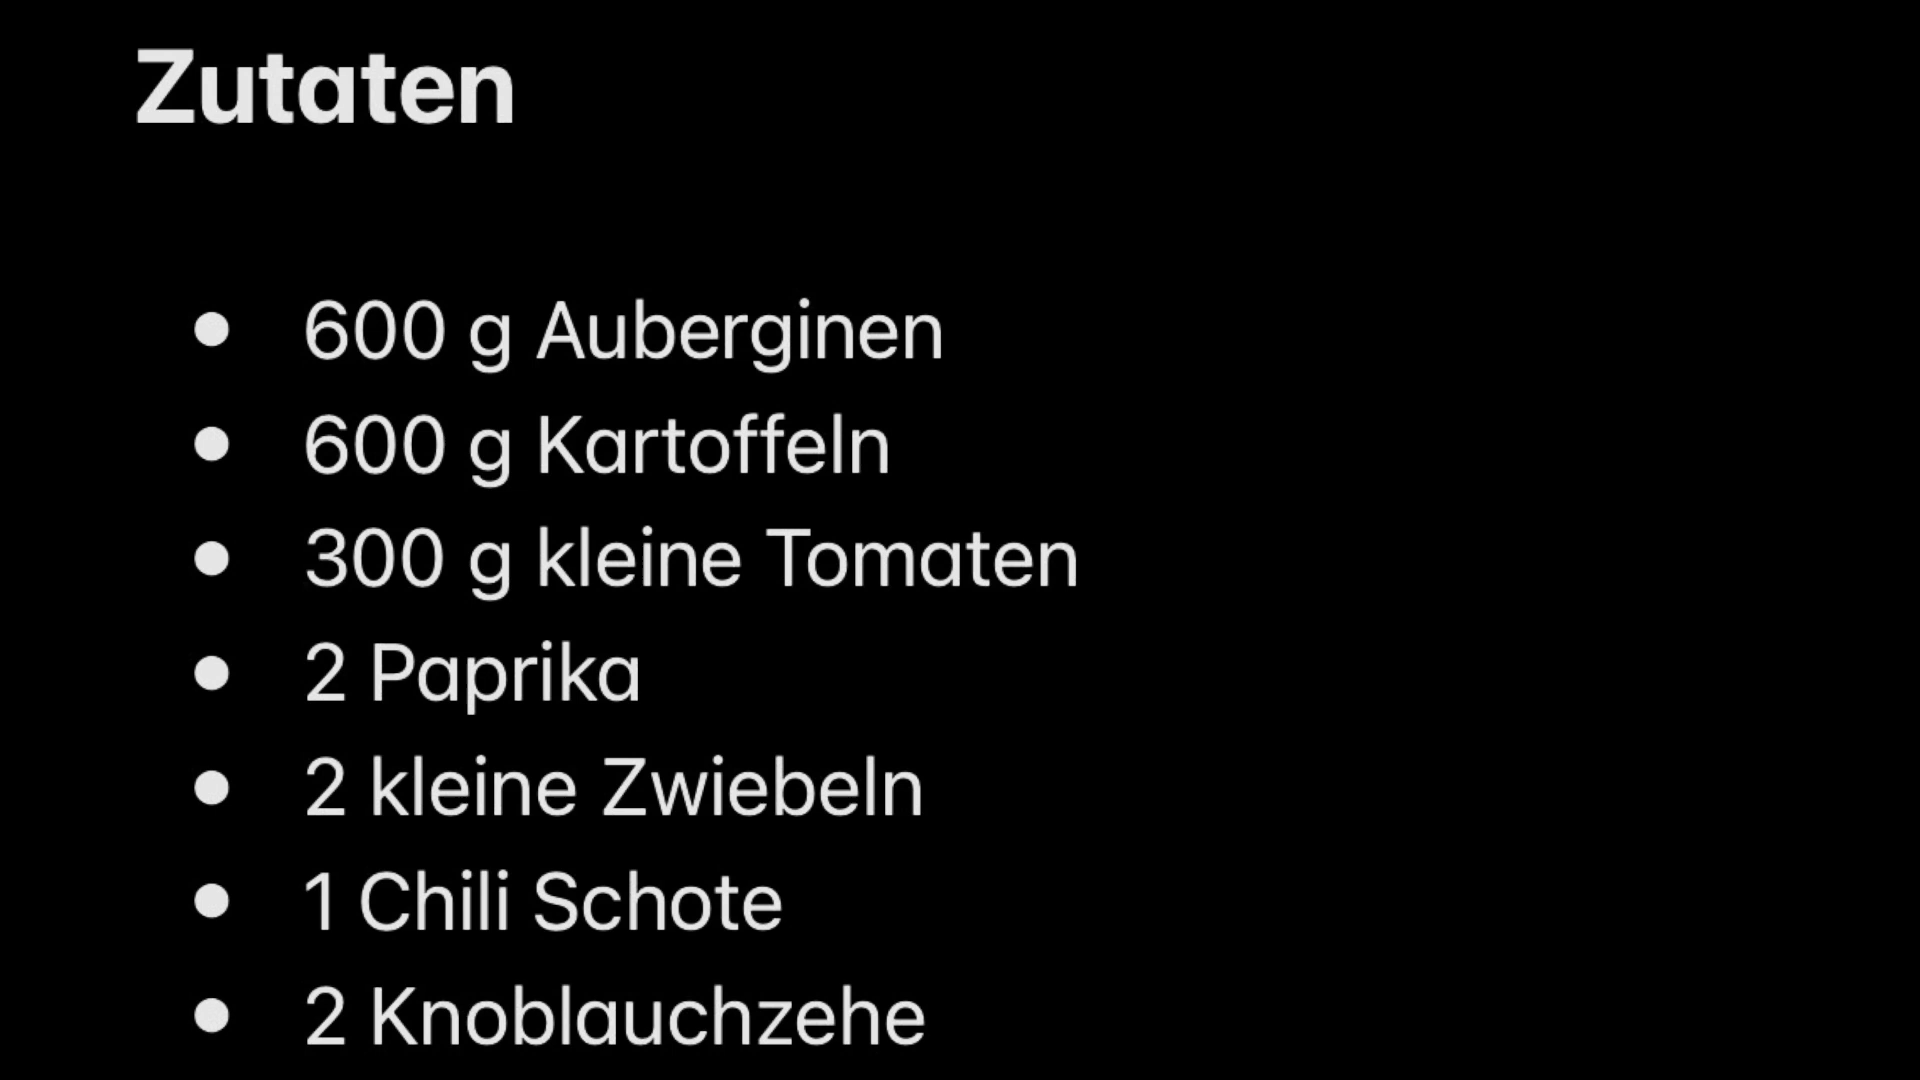 Zutaten
● 600 g Auberginen
● 600 g Kartoffeln
● 300 g kleine Tomaten
● 2 Paprika
● 2 kleine Zwiebeln
● 1 Chili Schote
● 2 Knoblauchzehe